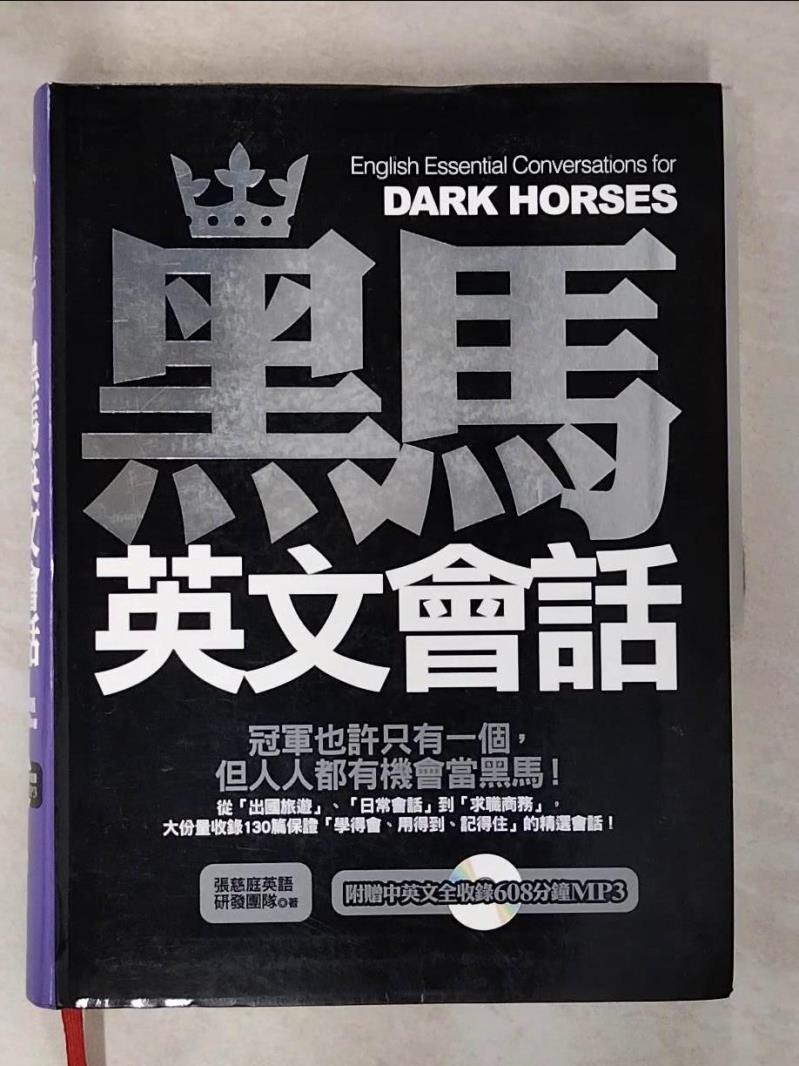 English Essential Conversations for
DARK HORSES
黑馬
英文會話
冠軍也許只有一個，
但人人都有機會當黑馬！
從「出國旅遊」、「日常會話」到「求職商務」，
大份量收錄130篇保證「學得會、用得到、記得住」的精選會話！
張慈庭英語
研發團隊◎著
附贈中英文全收錄608分鐘MP3